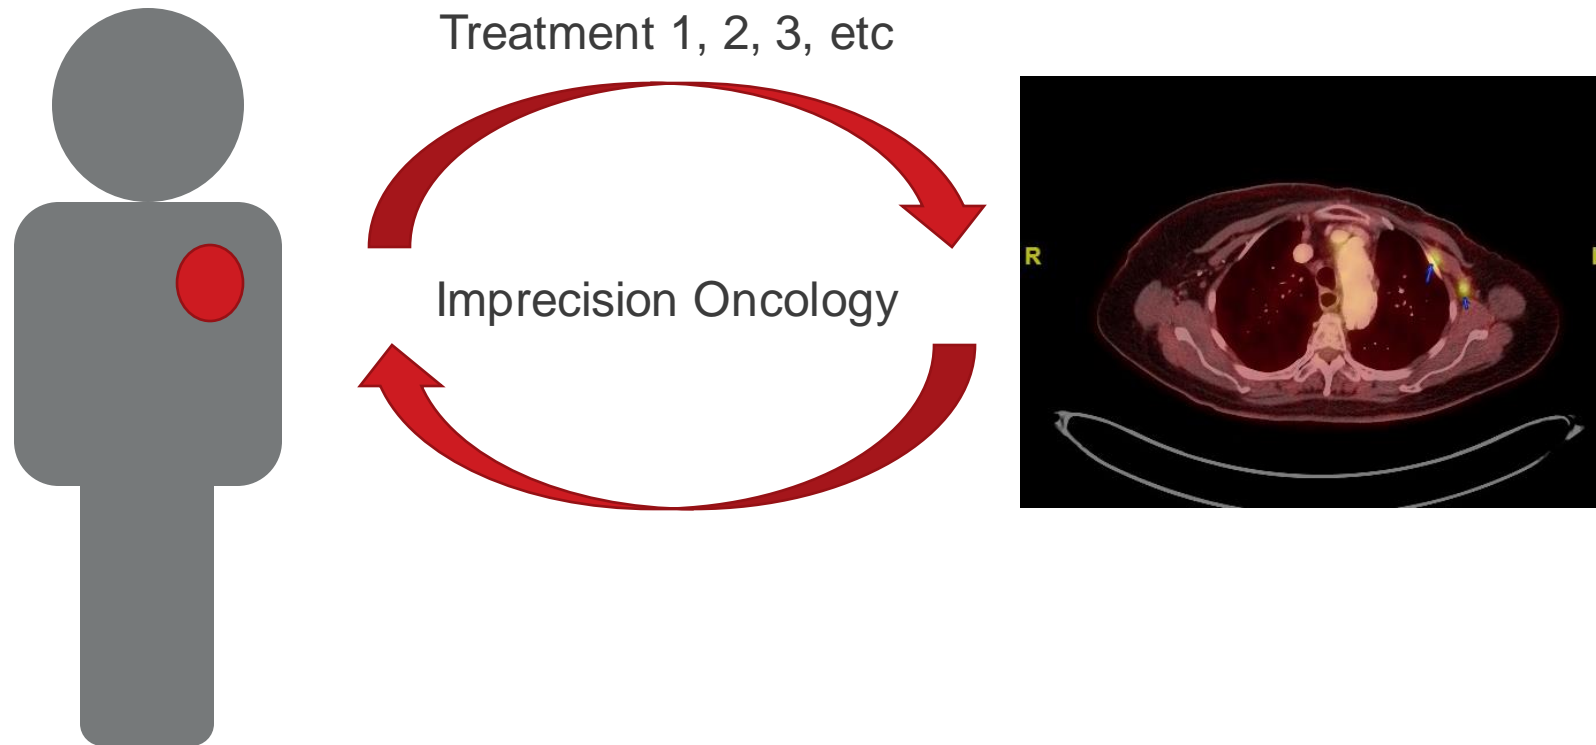 Treatment 1, 2, 3, etc
Imprecision Oncology
R